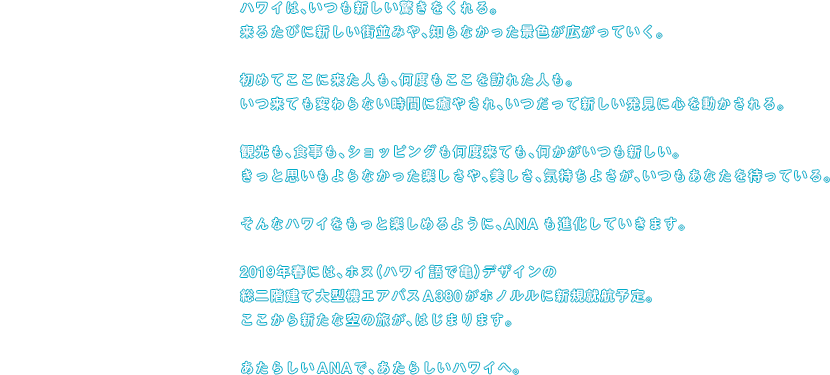 ハワイは、いつも新しい驚きをくれる。
来るたびに新しい街並みや、知らなかった景色が広がっていく。
初めてここに来た人も、何度もここを訪れた人も。
いつ来ても変わらない時間に癒やされ、いつだって新しい発見に心を動かされる。
観光も、食事も、ショッピングも何度来ても、何かがいつも新しい。
きっと思いもよらなかった楽しさや、美しさ、気持ちよさが、いつもあなたを待っている。
そんなハワイをもっと楽しめるように、ANA も進化していきます。
2019年春には、ホヌ(ハワイ語で亀)デザインの
総二階建て大型機エアバスA380がホノルルに新規就航予定。
ここから新たな空の旅が、はじまります。
あたらしいANAで、あたらしいハワイへ。